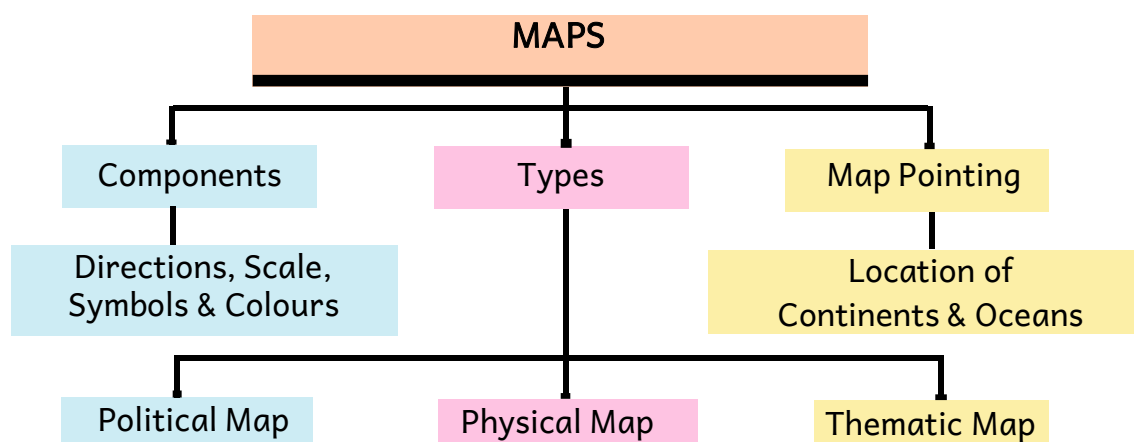 MAPS
Components
Types
Map Pointing
Directions, Scale,
Symbols & Colours
Location of
Continents & Oceans
Political Map
Physical Map
Thematic Map